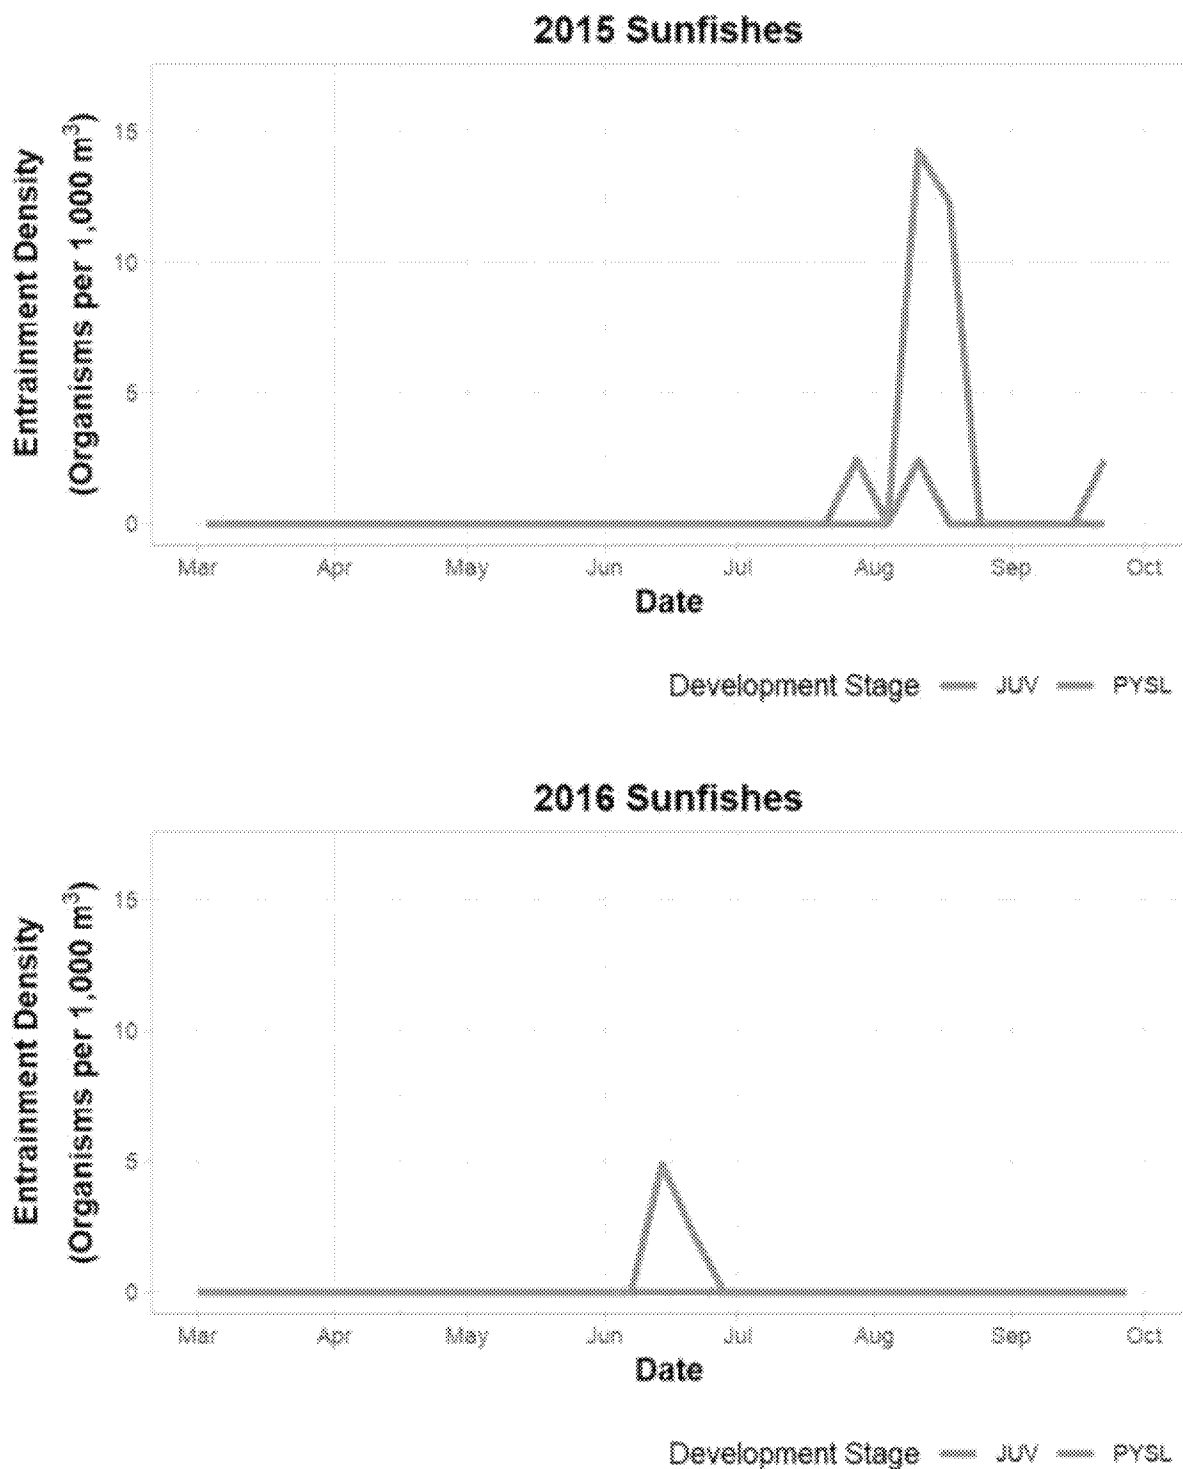 2015 Sunfishes
Entrainment Density
(Organisms per 1,000 m³)
15
10
5
0
Mar Apr May Jun Jul Aug Sep Oct
Date
Development Stage JUV PYSL
2016 Sunfishes
Entrainment Density
(Organisms per 1,000 m³)
15
10
5
0
Mar Apr May Jun Jul Aug Sep Oct
Date
Development Stage JUV PYSL